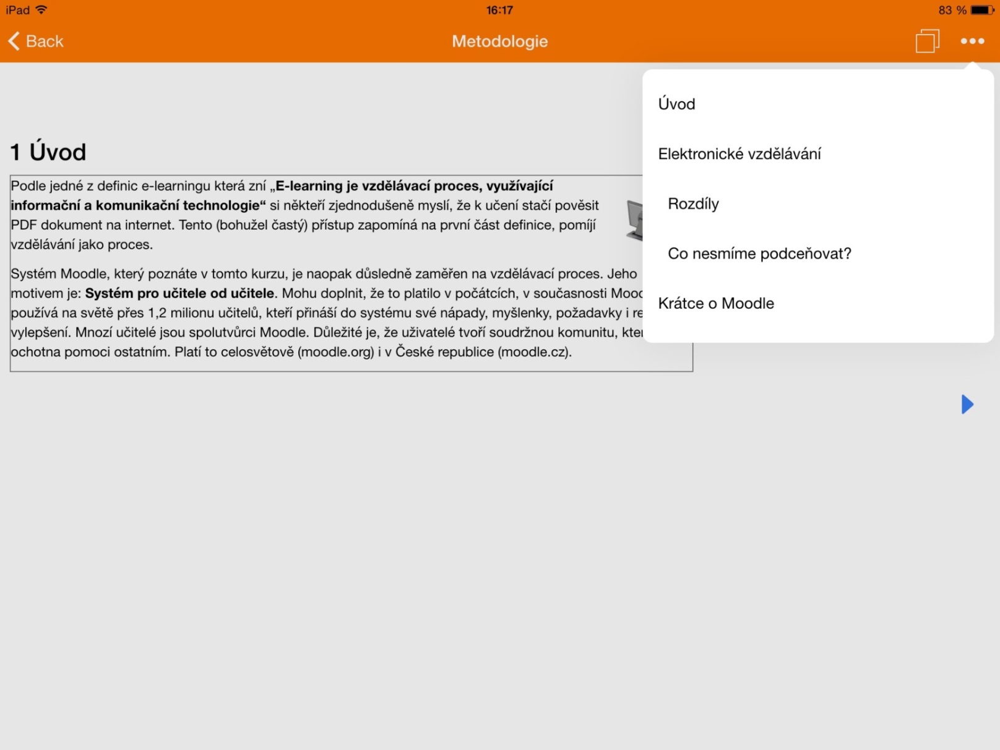 iPad
16:17
83 %
Back
Metodologie
1 Úvod
Podle jedné z definic e-learningu která zní „E-learning je vzdělávací proces, využívající
informační a komunikační technologie“ si někteří zjednodušeně myslí, že k učení stačí pověsit
PDF dokument na internet. Tento (bohužel častý) přístup zapomíná na první část definice, pomíjí
vzdělávání jako proces.
Systém Moodle, který poznáte v tomto kurzu, je naopak důsledně zaměřen na vzdělávací proces. Jeho
motivem je: Systém pro učitele od učitele. Mohu doplnit, že to platilo v počátcích, v současnosti
používá na světě přes 1,2 milionu učitelů, kteří přináší do systému své nápady, myšlenky, požadavky i
vylepšení. Mnozí učitelé jsou spolutvůrci Moodle. Důležité je, že uživatelé tvoří soudržnou komunitu,
ochotna pomoci ostatním. Platí to celosvětově (moodle.org) i v České republice (moodle.cz).
Úvod
Elektronické vzdělávání
Rozdíly
Co nesmíme podceňovat?
Krátce o Moodle